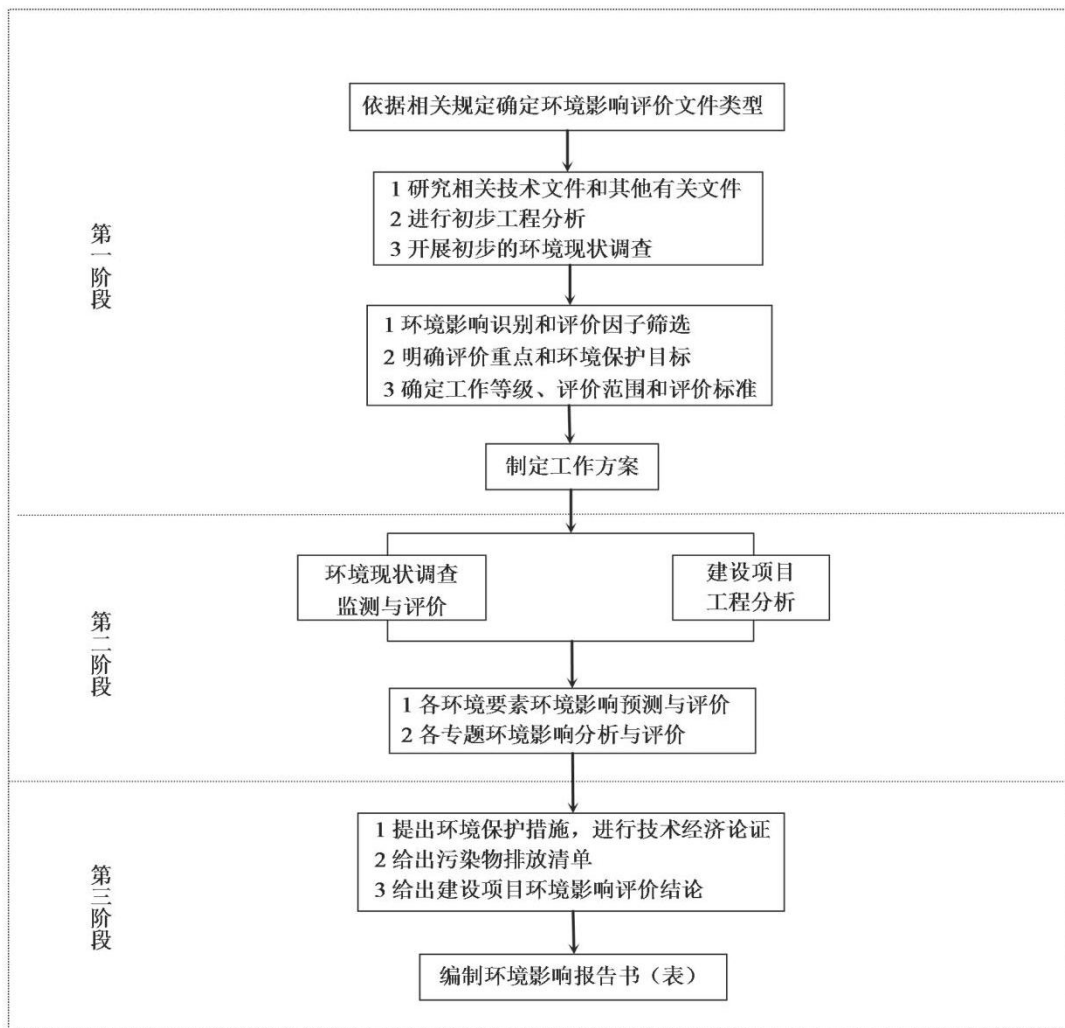 依据相关规定确定环境影响评价文件类型
1 研究相关技术文件和其他有关文件
2 进行初步工程分析
3 开展初步的环境现状调查
第一阶段
1 环境影响识别和评价因子筛选
2 明确评价重点和环境保护目标
3 确定工作等级、评价范围和评价标准
制定工作方案
环境现状调查
监测与评价
建设项目
工程分析
第二阶段
1 各环境要素环境影响预测与评价
2 各专题环境影响分析与评价
1 提出环境保护措施，进行技术经济论证
2 给出污染物排放清单
3 给出建设项目环境影响评价结论
第三阶段
编制环境影响报告书（表）